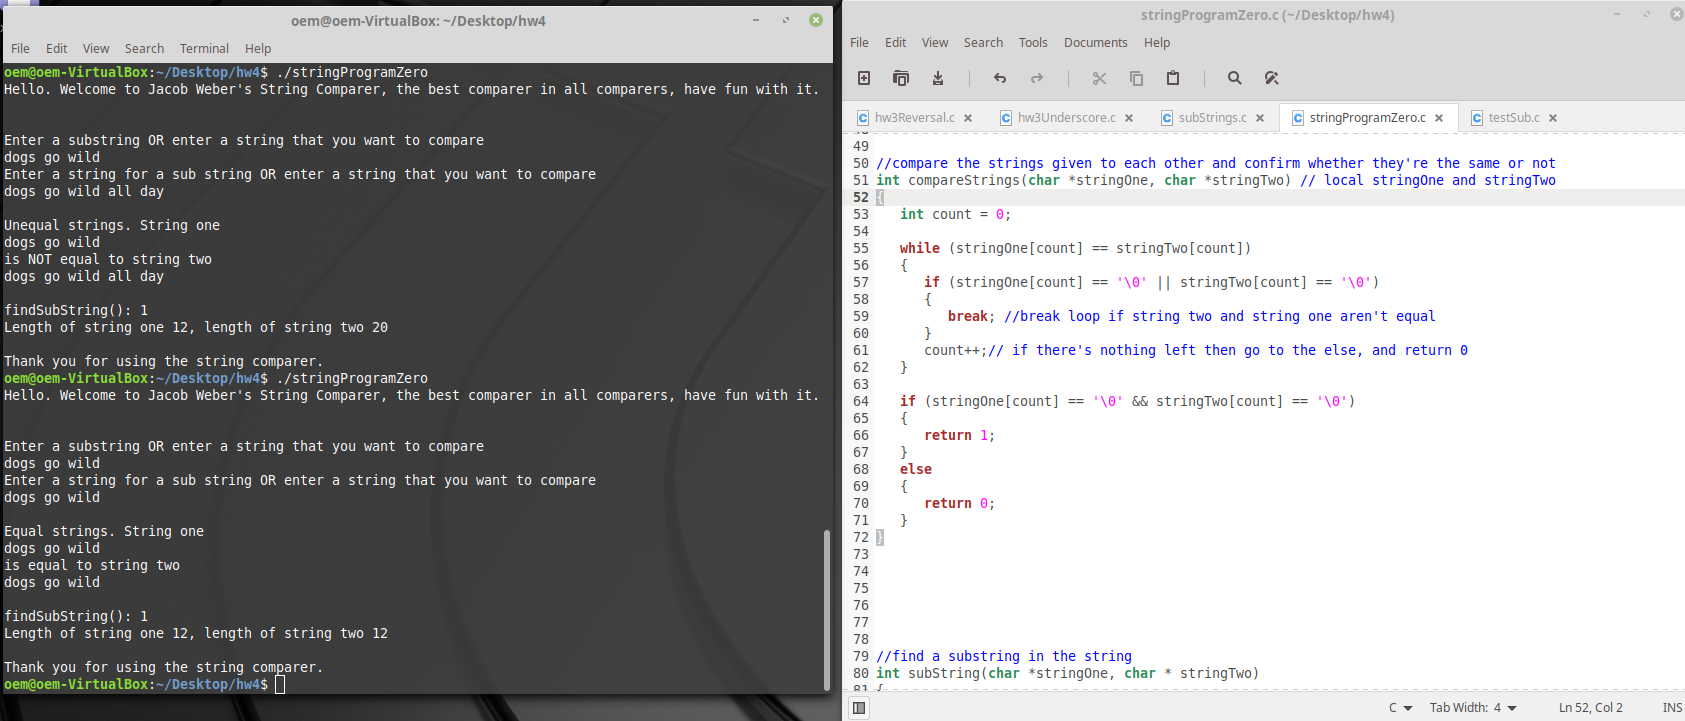 oem@oem-VirtualBox: ~/Desktop/hw4
File Edit View Search Terminal Help
oem@oem-VirtualBox:~/Desktop/hw4$ ./stringProgramZero
Hello. Welcome to Jacob Weber's String Comparer, the best comparer in all comparers, have fun with it.
Enter a substring OR enter a string that you want to compare
dogs go wild
Enter a string for a sub string OR enter a string that you want to compare
dogs go wild all day
Unequal strings. String one
dogs go wild
is NOT equal to string two
dogs go wild all day
findSubString(): 1
Length of string one 12, length of string two 20
Thank you for using the string comparer.
oem@oem-VirtualBox:~/Desktop/hw4$ ./stringProgramZero
Hello. Welcome to Jacob Weber's String Comparer, the best comparer in all comparers, have fun with it.
Enter a substring OR enter a string that you want to compare
dogs go wild
Enter a string for a sub string OR enter a string that you want to compare
dogs go wild
Equal strings. String one
dogs go wild
is equal to string two
dogs go wild
findSubString(): 1
Length of string one 12, length of string two 12
Thank you for using the string comparer.
oem@oem-VirtualBox:~/Desktop/hw4$
stringProgramZero.c (~/Desktop/hw4)
File Edit View Search Tools Documents Help
hw3Reversal.c hw3Underscore.c subStrings.c stringProgramZero.c testSub.c
49
50 //compare the strings given to each other and confirm whether they're the same or not
51 int compareStrings(char *stringOne, char *stringTwo) // local stringOne and stringTwo
52 {
53 int count = 0;
54
55 while (stringOne[count] == stringTwo[count])
56 {
57 if (stringOne[count] == '\0' || stringTwo[count] == '\0')
58 {
59 break; //break loop if string two and string one aren't equal
60 }
61 count++;// if there's nothing left then go to the else, and return 0
62 }
63
64 if (stringOne[count] == '\0' && stringTwo[count] == '\0')
65 {
66 return 1;
67 }
68 else
69 {
70 return 0;
71 }
72 }
73
74
75
76
77
78
79 //find a substring in the string
80 int subString(char *stringOne, char * stringTwo)
81 {
C Tab Width: 4 Ln 52, Col 2 INS